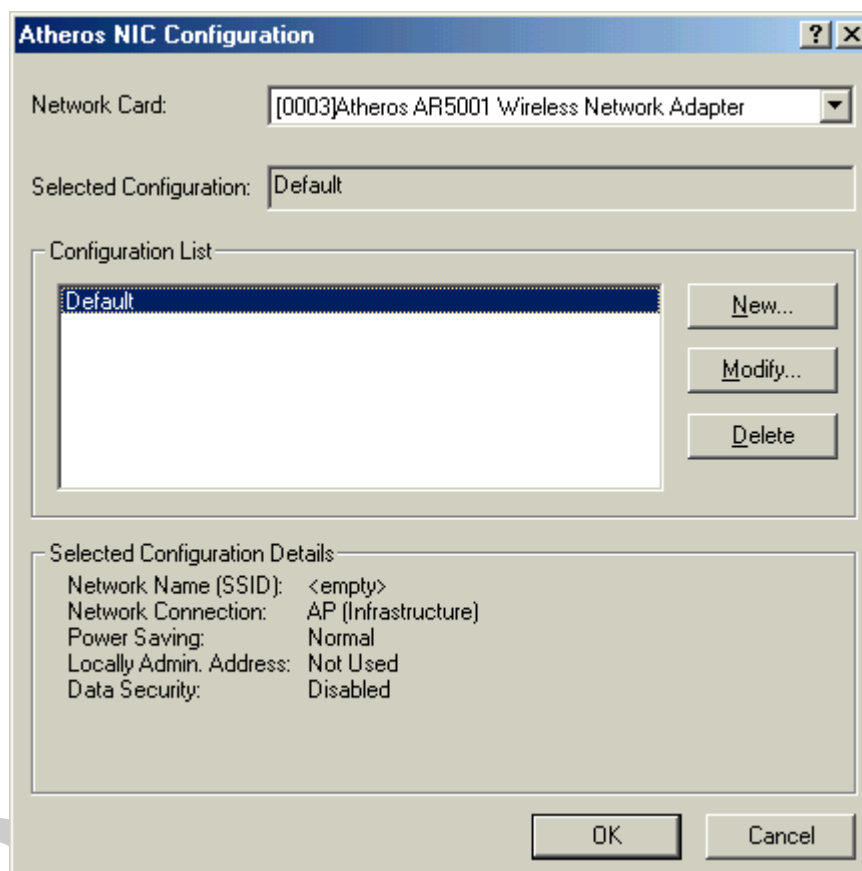 Atheros NIC Configuration
Network Card: [0003]Atheros AR5001 Wireless Network Adapter
Selected Configuration: Default
Configuration List
Default
New...
Modify...
Delete
Selected Configuration Details
Network Name (SSID): <empty>
Network Connection: AP (Infrastructure)
Power Saving: Normal
Locally Admin. Address: Not Used
Data Security: Disabled
OK Cancel